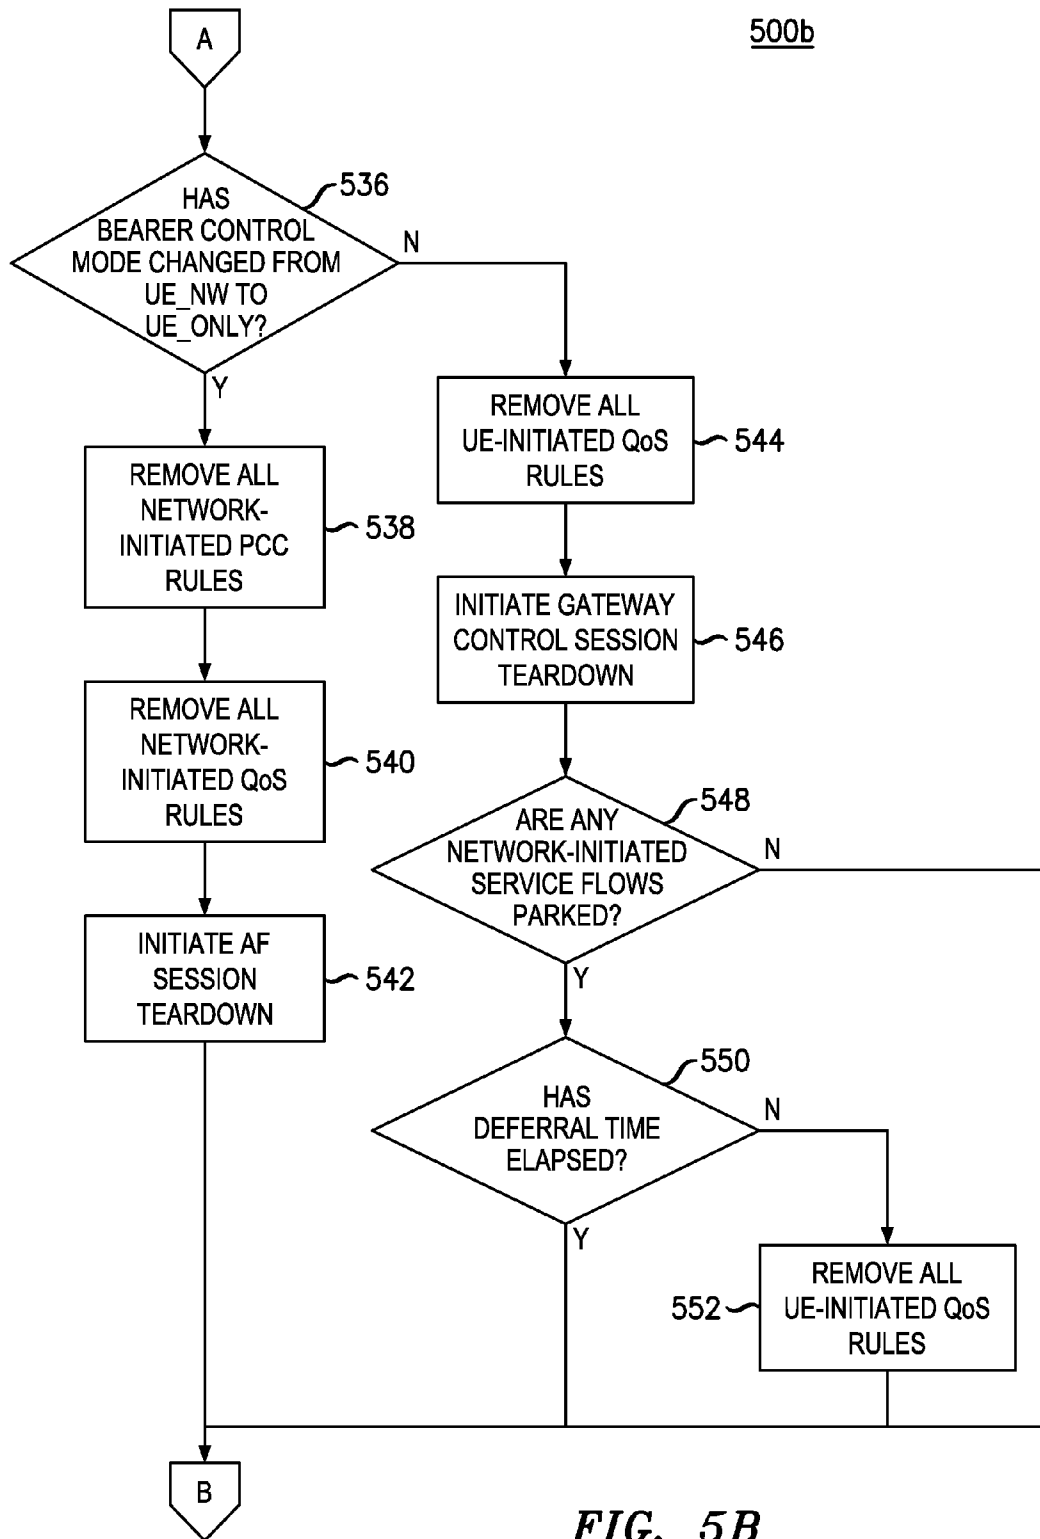 A
500b
HAS
BEARER CONTROL
MODE CHANGED FROM
UE_NW TO
UE_ONLY?
536
N
Y
REMOVE ALL
NETWORK-
INITIATED PCC
RULES
538
REMOVE ALL
NETWORK-
INITIATED QoS
RULES
540
INITIATE AF
SESSION
TEARDOWN
542
REMOVE ALL
UE-INITIATED QoS
RULES
544
INITIATE GATEWAY
CONTROL SESSION
TEARDOWN
546
ARE ANY
NETWORK-INITIATED
SERVICE FLOWS
PARKED?
548
N
Y
HAS
DEFERRAL TIME
ELAPSED?
550
N
Y
REMOVE ALL
UE-INITIATED QoS
RULES
552
B
FIG. 5B